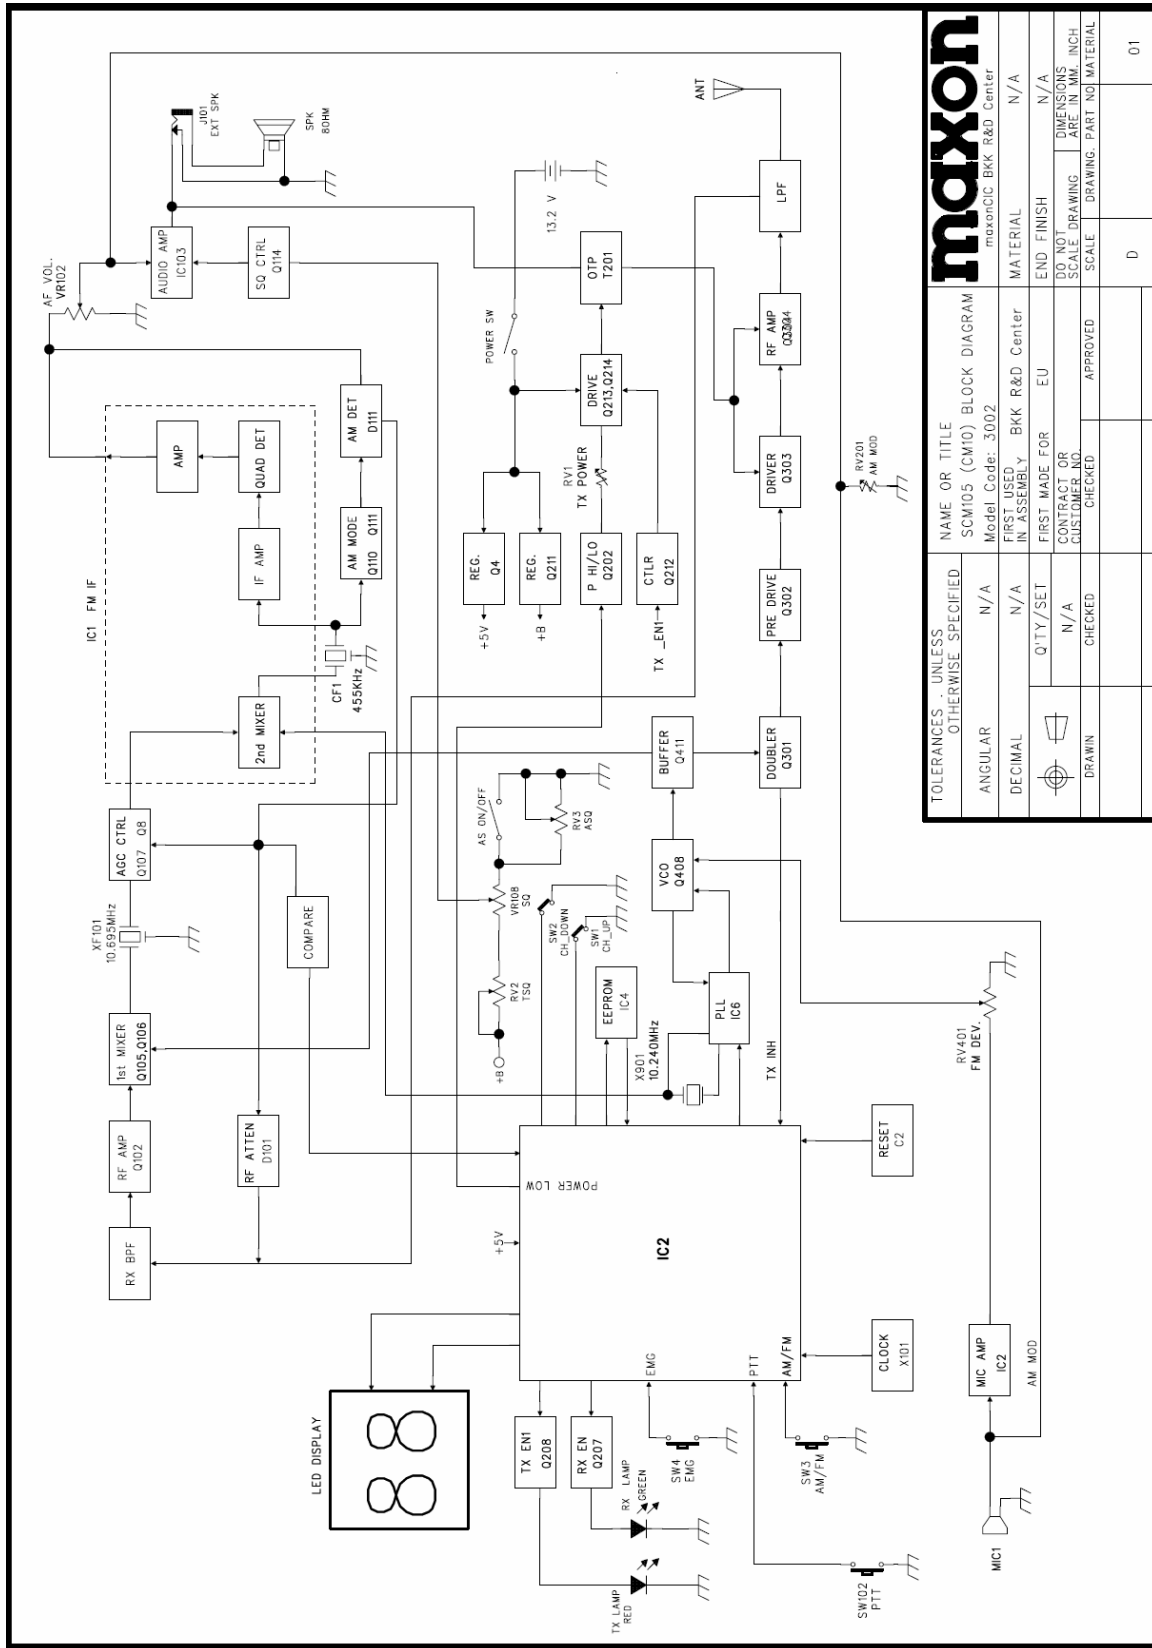 LED DISPLAY
RX BPF
RF AMP
Q102
1st MIXER
Q105,Q106
XF101
10.695MHz
AGC CTRL
Q107 Q8
RF ATTEN
D101
COMPARE
IC1 FM IF
2nd MIXER
CF1
455KHz
IF AMP
QUAD DET
AMP
AM MODE
Q110 Q111
AM DET
D111
AF VOL.
VR102
AUDIO AMP
IC103
SQ CTRL
Q114
J101
EXT SPK
SPK
8OHM
TX EN1
Q208
RX EN
Q207
RX LAMP
GREEN
TX LAMP
RED
SW4
EMG
SW3
AM/FM
SW102
PTT
IC2
+5V
POWER LOW
EMG
PTT
AM/FM
CLOCK
X101
RESET
C2
+B
RV2
TSQ
VR108
SQ
AS ON/OFF
RV3
ASQ
SW2
CH_DOWN
SW1
CH_UP
EEPROM
IC4
X901
10.240MHz
PLL
IC6
VCO
Q408
BUFFER
Q411
TX INH
DOUBLER
Q301
PRE DRIVE
Q302
DRIVER
Q303
RF AMP
LPF
ANT
+5V
REG.
Q4
+B
REG.
Q211
P HI/LO
Q202
TX _EN1
CTLR
Q212
RV1
TX POWER
DRIVE
Q213,Q214
OTP
T201
POWER SW
13.2 V
MIC1
MIC AMP
IC2
AM MOD
RV401
FM DEV.
RV201
AM MOD
TOLERANCES . UNLESS
OTHERWISE SPECIFIED
ANGULAR N/A
DECIMAL N/A
Q'TY/SET
N/A
DRAWIN
CHECKED
NAME OR TITLE
SCM105 (CM10) BLOCK DIAGRAM
Model Code: 3002
FIRST USED
IN ASSEMBLY BKK R&D Center
FIRST MADE FOR EU
CONTRACT OR
CUSTOMER NO.
CHECKED
APPROVED
maxon
maxonCIC BKK R&D Center
MATERIAL N/A
END FINISH N/A
DO NOT
SCALE DRAWING
DIMENSIONS
ARE IN MM. INCH
SCALE
DRAWING. PART NO. MATERIAL
D
01